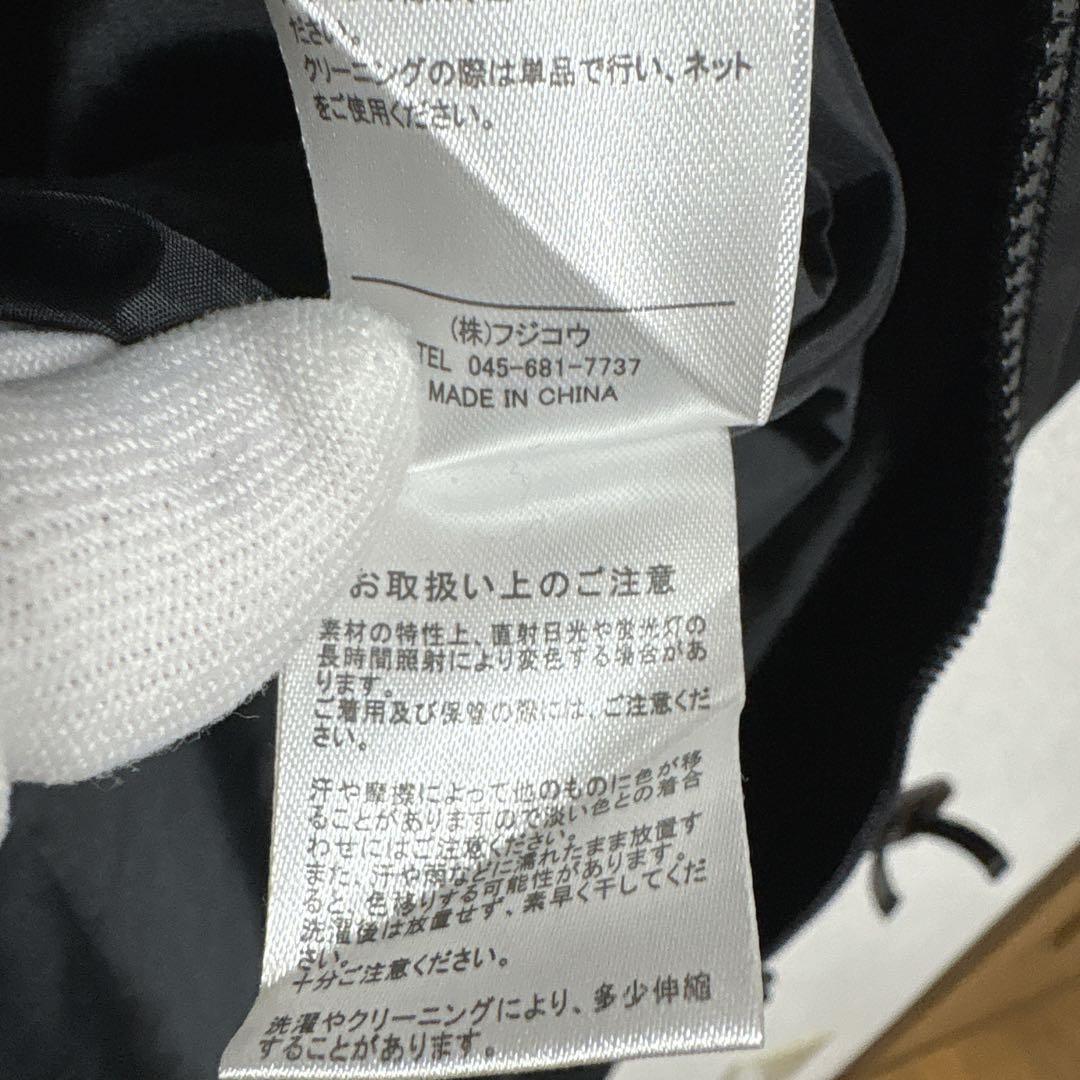 ださい。
クリーニングの際は単品で行い、ネット
をご使用ください。
(株)フジコウ
TEL 045-681-7737
MADE IN CHINA
お取扱い上のご注意
素材の特性上、直射日光や蛍光灯の
長時間照射により変色する場合があ
ります。
ご着用及び保管の際には、ご注意くだ
さい。
汗や摩擦によって他のものに色が移
ることがありますので淡い色との着合
わせにはご注意ください。
また、汗や雨などに濡れたまま放置す
ると、色移りする可能性があります。
洗濯後は放置せず、素早く干してくだ
さい。
十分ご注意ください。
洗濯やクリーニングにより、多少伸縮
することがあります。